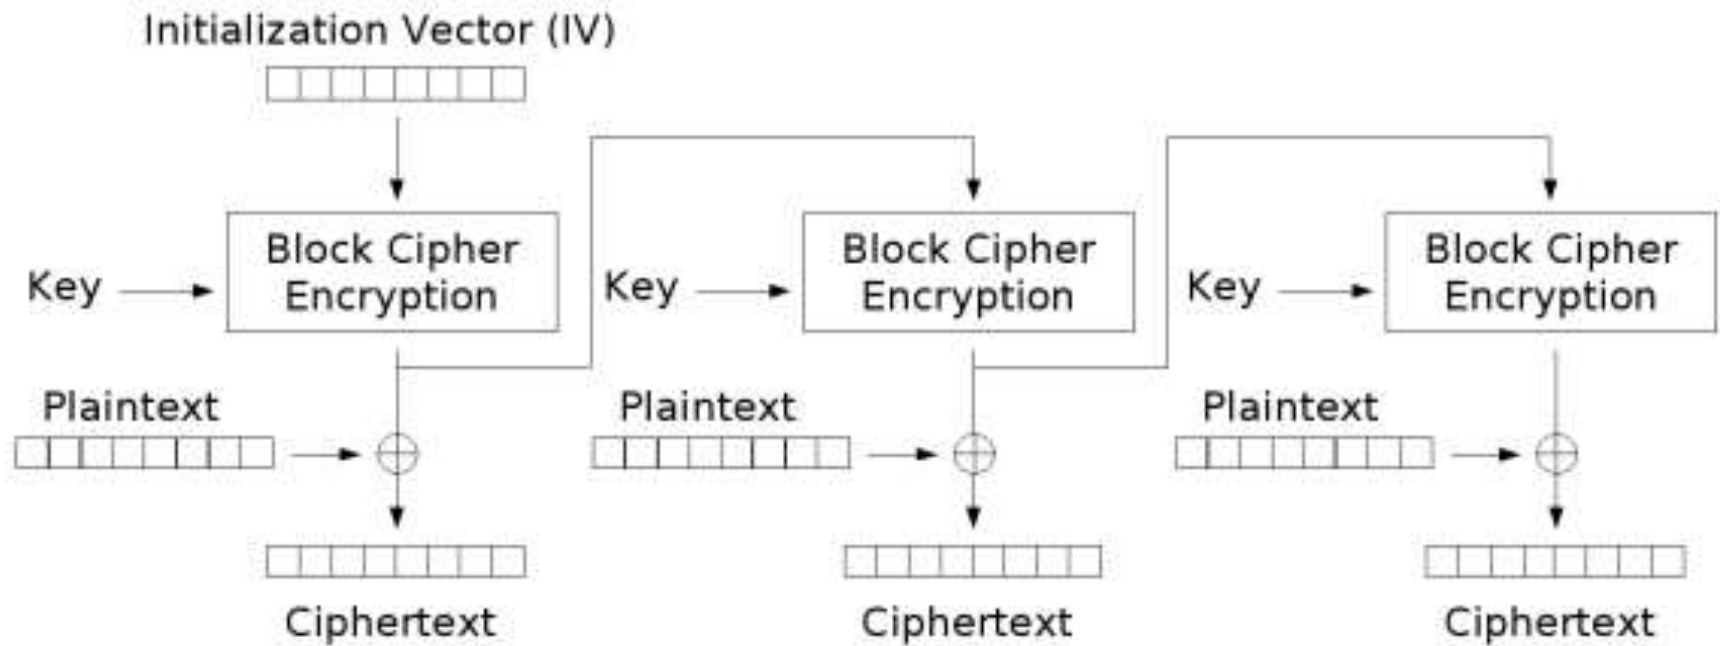 Initialization Vector (IV)
Block Cipher
Encryption
Key
Block Cipher
Encryption
Key
Block Cipher
Encryption
Key
Plaintext
Plaintext
Plaintext
Ciphertext
Ciphertext
Ciphertext